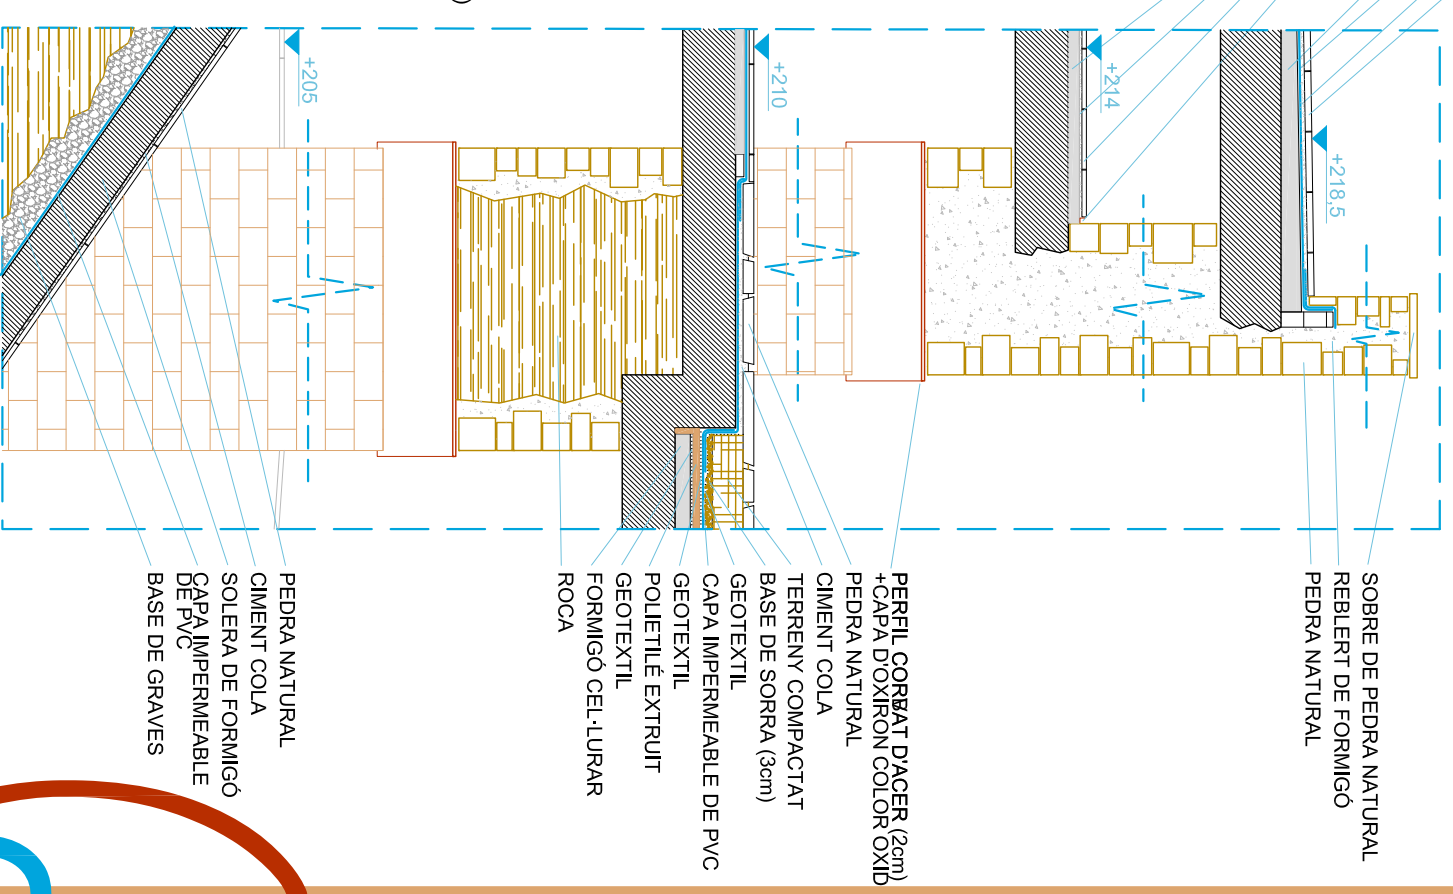 +218,5
+214
+210
+205
SOBRE DE PEDRA NATURAL
REBLERT DE FORMIGÓ
PEDRA NATURAL
PERFIL CORBAT D'ACER (2cm)
+CAPA D'OXIRON COLOR OXID
PEDRA NATURAL
CIMENT COLA
TERRENY COMPACTAT
BASE DE SORRA (3cm)
GEOTEXTIL
CAPA IMPERMEABLE DE PVC
GEOTEXTIL
POLIETILÉ EXTRUIT
GEOTEXTIL
FORMIGÓ CEL·LURAR
ROCA
PEDRA NATURAL
CIMENT COLA
SOLERA DE FORMIGÓ
CAPA IMPERMEABLE
DE PVC
BASE DE GRAVES